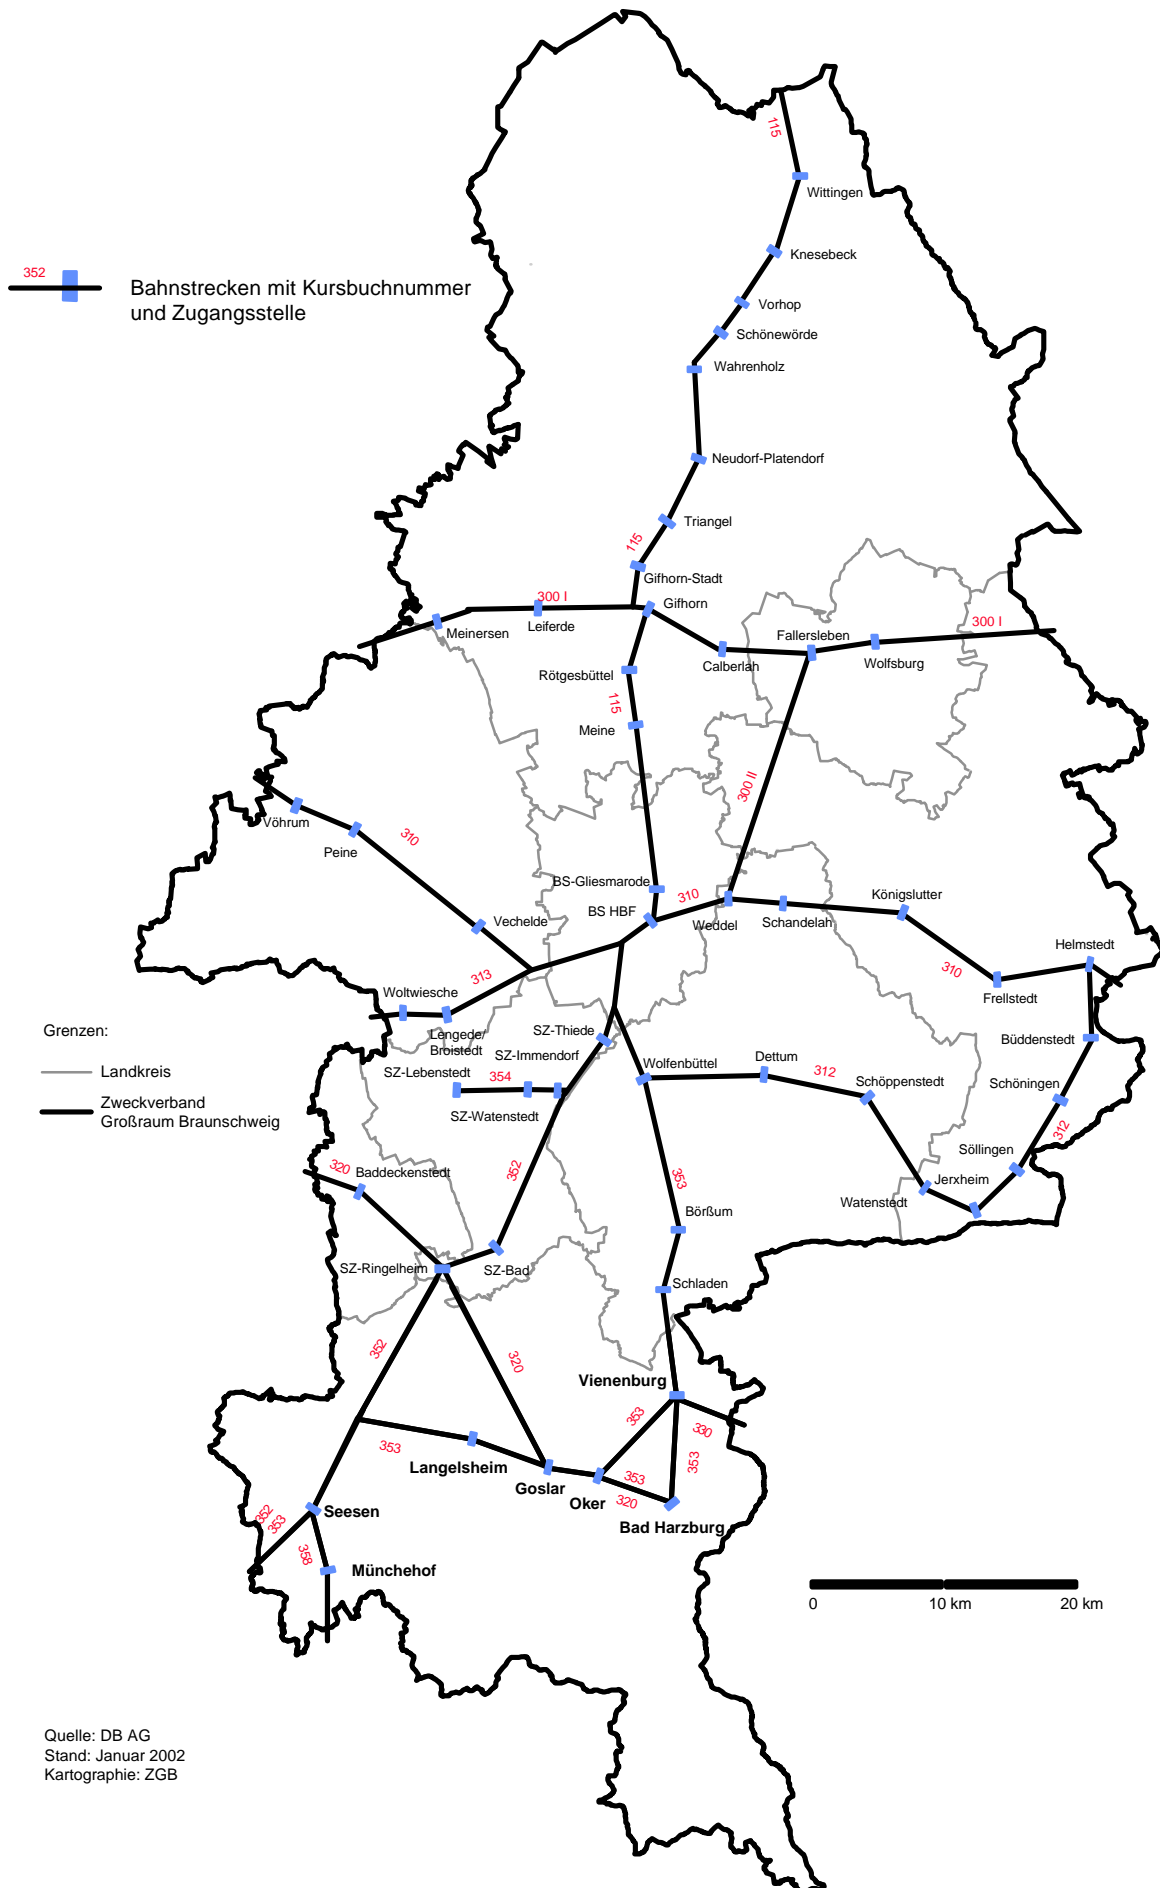 115
Wittingen
Knesebeck
352
Bahnstrecken mit Kursbuchnummer
und Zugangsstelle
Vorhop
Schönewörde
Wahrenholz
Neudorf-Platendorf
Triangel
115
Gifhorn-Stadt
300 I
Gifhorn
Leiferde
Meinersen
300 I
Fallersleben
Wolfsburg
Calberlah
Rötgesbüttel
115
Meine
300 II
Vöhrum
310
Peine
BS-Gliesmarode
310
BS HBF
Weddel
Schandelah
Königslutter
Vechelde
Helmstedt
310
Frellstedt
313
Woltwiesche
Lengede/
Broistedt
SZ-Thiede
SZ-Immendorf
SZ-Lebenstedt
354
SZ-Watenstedt
Wolfenbüttel
Dettum
312
Schöppenstedt
Büddenstedt
Schöningen
312
Söllingen
Jerxheim
Watenstedt
Grenzen:
Landkreis
Zweckverband
Großraum Braunschweig
320
Baddeckenstedt
352
353
Börßum
SZ-Ringelheim
SZ-Bad
Schladen
352
320
Vienenburg
353
330
353
353
Langelsheim
Goslar
Oker
353
320
Bad Harzburg
352
353
Seesen
358
Münchehof
0
10 km
20 km
Quelle: DB AG
Stand: Januar 2002
Kartographie: ZGB